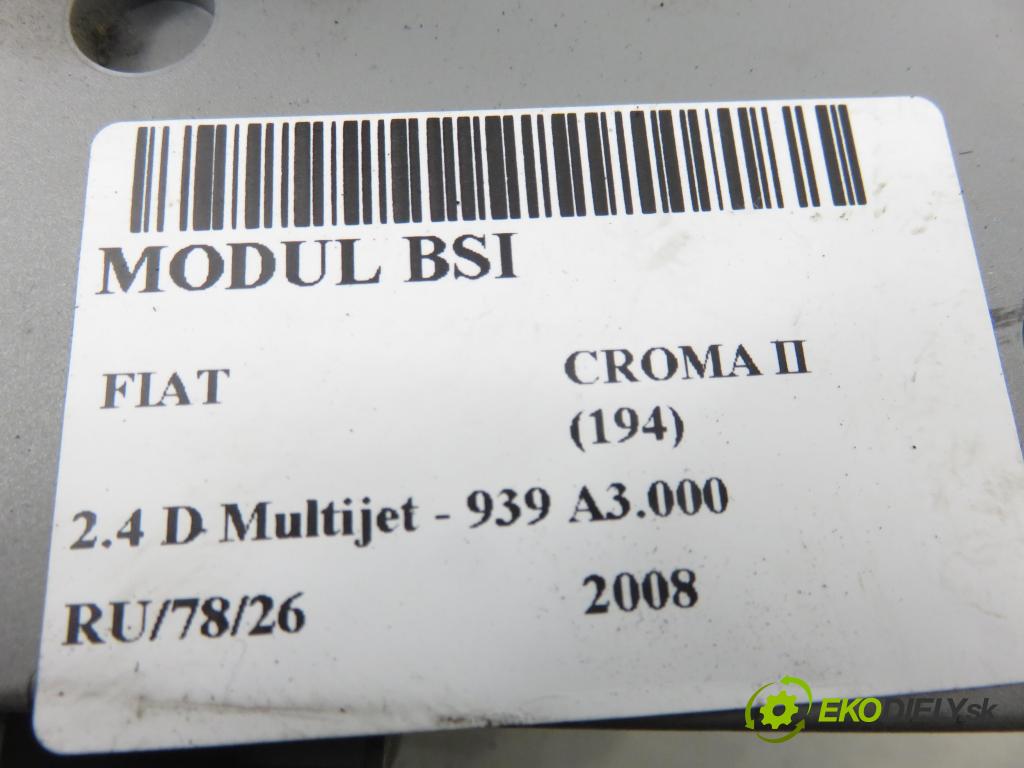 MODUL BSI
FIAT
CROMA II
(194)
2.4 D Multijet - 939 A3.000
RU/78/26
2008
EKODIELY.sk